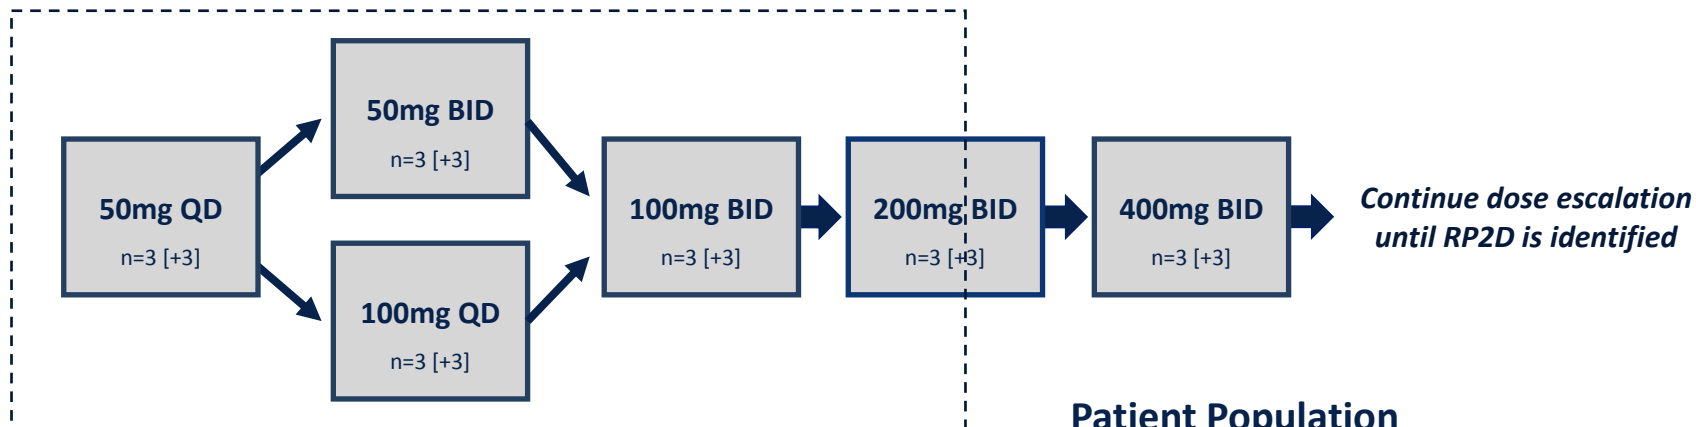 50mg QD
n=3 [+3]
50mg BID
n=3 [+3]
100mg QD
n=3 [+3]
100mg BID
n=3 [+3]
200mg BID
n=3 [+3]
400mg BID
n=3 [+3]
Continue dose escalation
until RP2D is identified
Patient Population